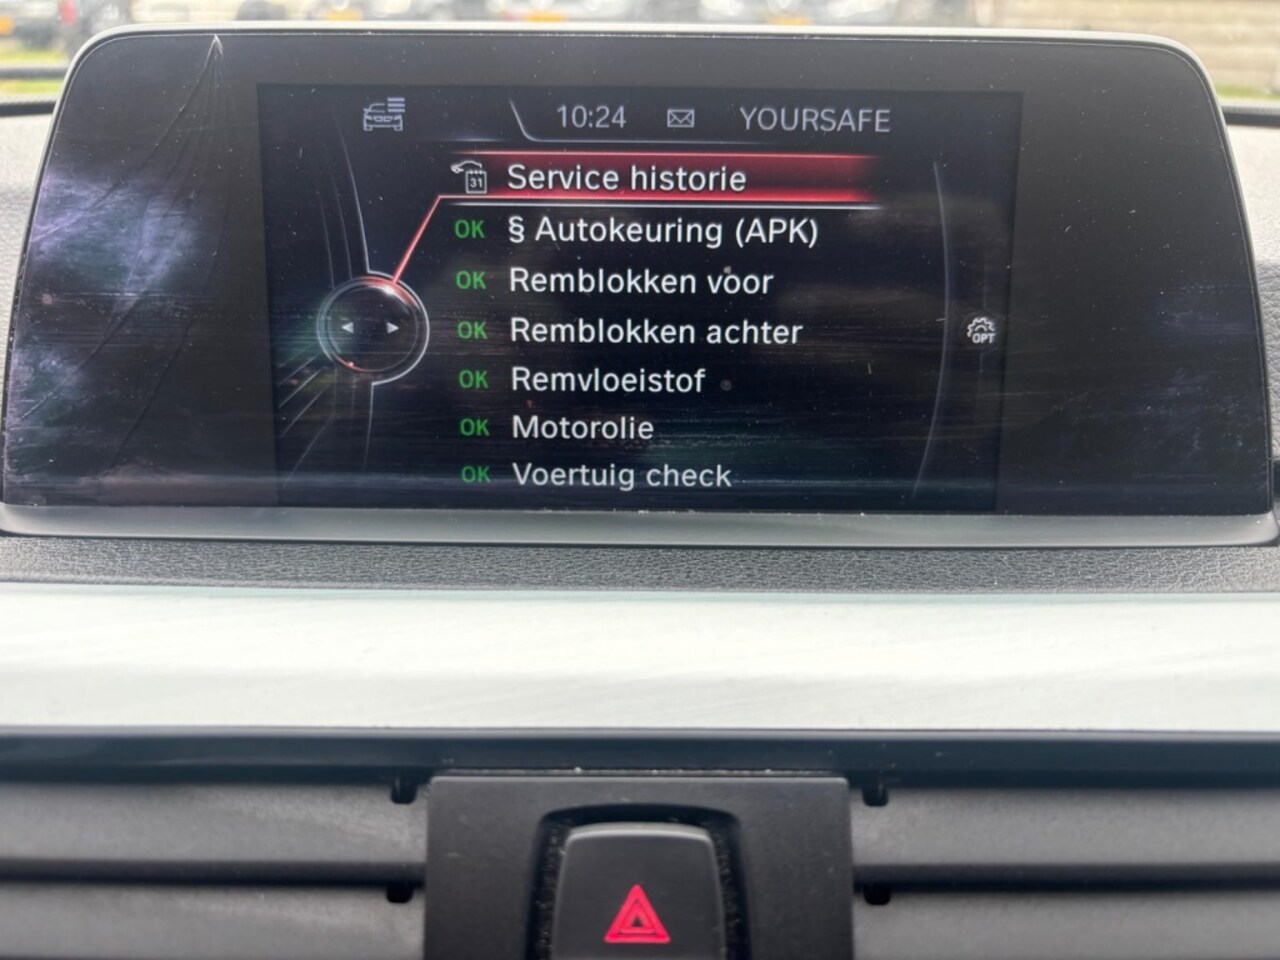 10:24 YOURSAFE
31 Service historie
OK § Autokeuring (APK)
OK Remblokken voor
OK Remblokken achter
OPT
OK Remvloeistof
OK Motorolie
OK Voertuig check